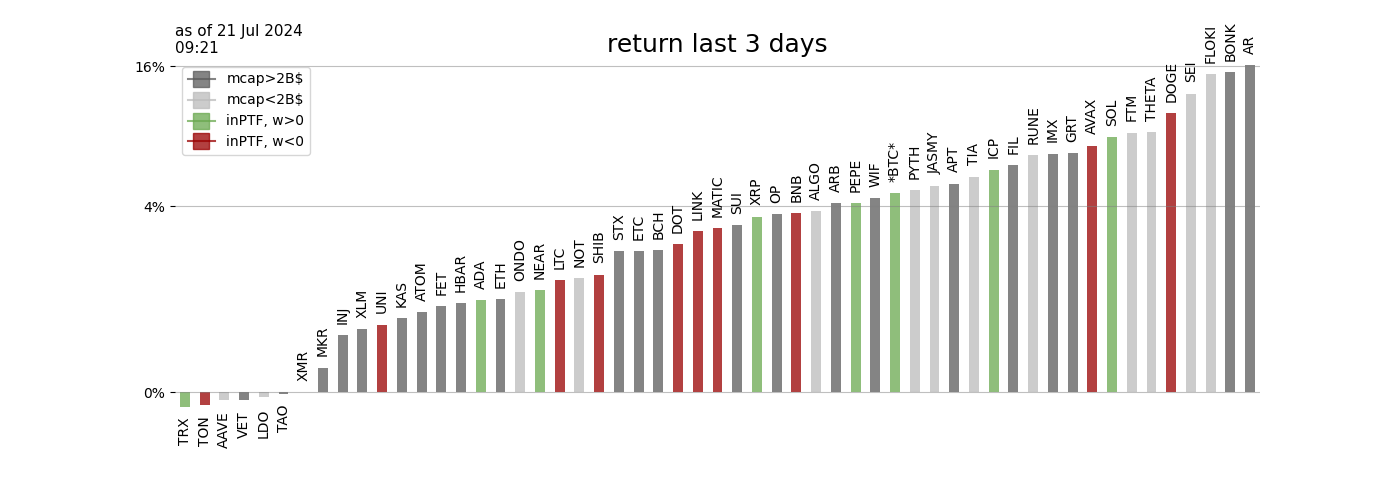 as of 21 Jul 2024
09:21
return last 3 days
16%
4%
0%
mcap>2B$
mcap<2B$
inPTF, w>0
inPTF, w<0
TRX
TON
AAVE
VET
LDO
TAO
XMR
MKR
INJ
XLM
UNI
KAS
ATOM
FET
HBAR
ADA
ETH
ONDO
NEAR
LTC
NOT
SHIB
STX
ETC
BCH
DOT
LINK
MATIC
SUI
XRP
OP
BNB
ALGO
ARB
PEPE
WIF
*BTC*
PYTH
JASMY
APT
TIA
ICP
FIL
RUNE
IMX
GRT
AVAX
SOL
FTM
THETA
DOGE
SEI
FLOKI
BONK
AR